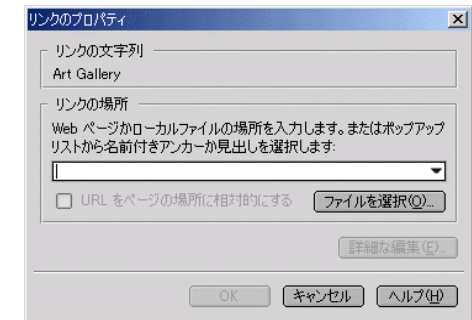 リンクのプロパティ
リンクの文字列
Art Gallery
リンクの場所
Web ページかローカルファイルの場所を入力します。またはポップアップ
リストから名前付きアンカーか見出しを選択します:
URL をページの場所に相対的にする
ファイルを選択(O)...
詳細な編集(E)...
OK
キャンセル
ヘルプ(H)